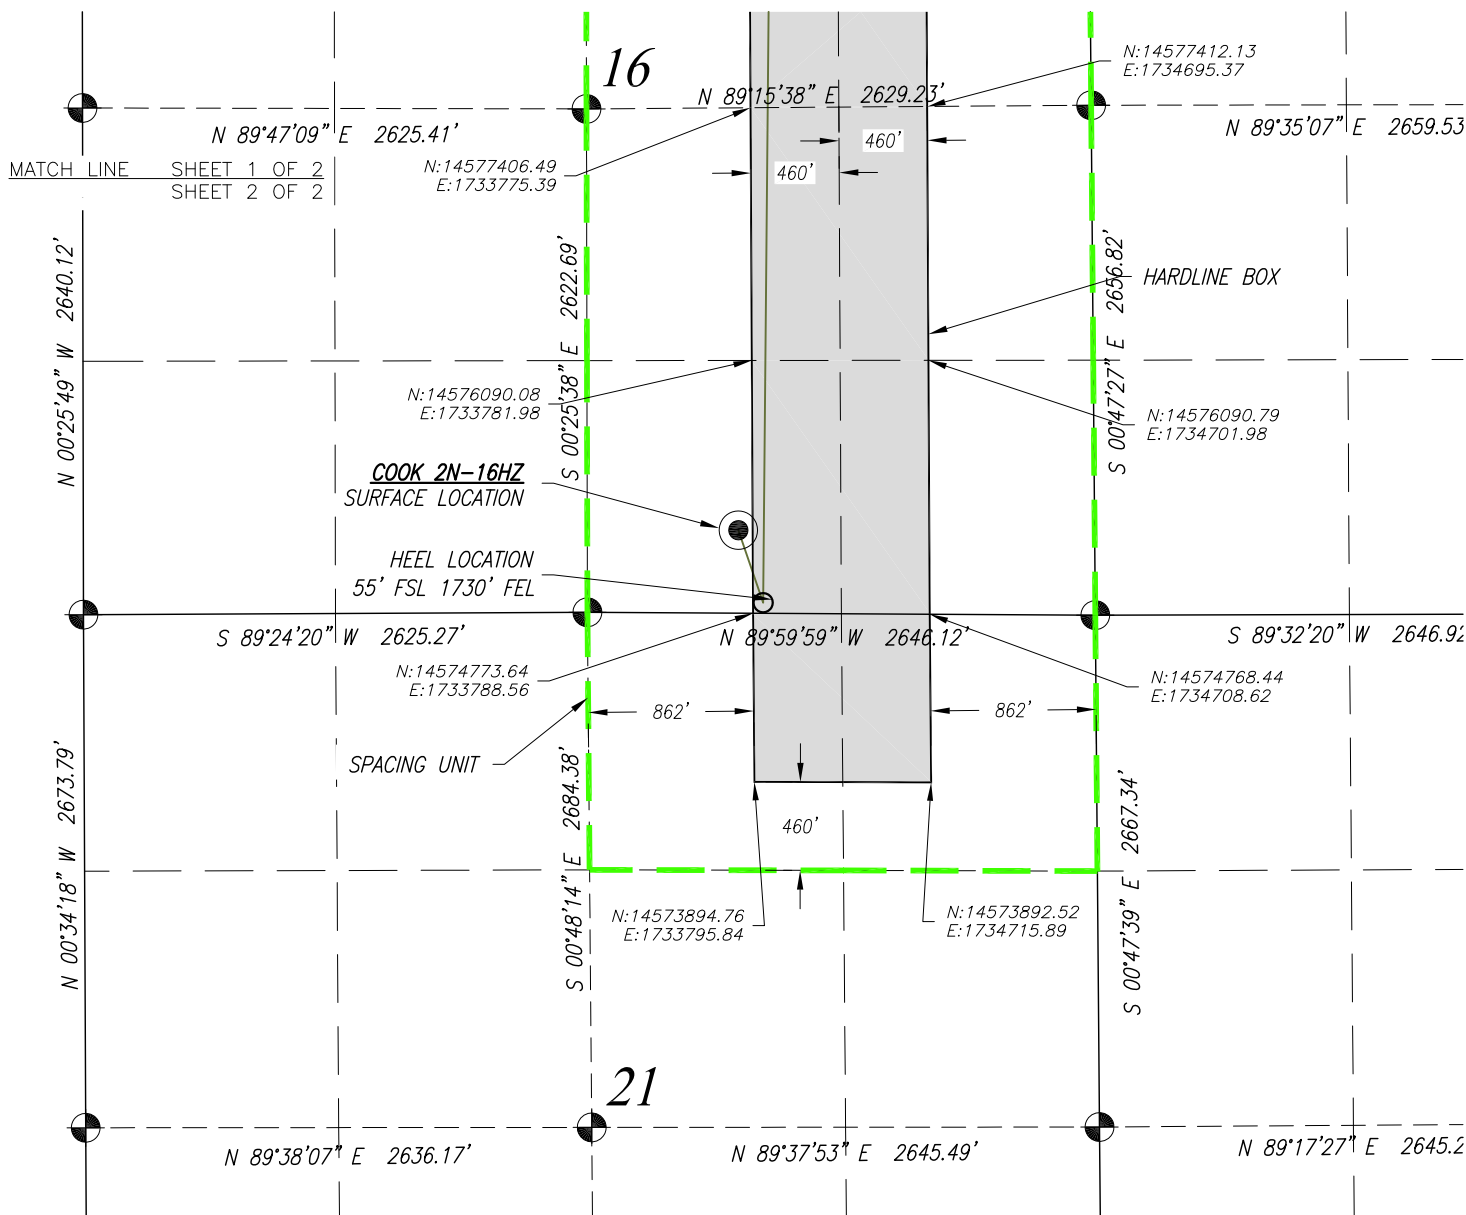 16
N:14577412.13
E:1734695.37
N 89°15'38" E 2629.23'
N 89°47'09" E 2625.41'
N 89°35'07" E 2659.53
460'
460'
MATCH LINE SHEET 1 OF 2
SHEET 2 OF 2
N:14577406.49
E:1733775.39
N 00°25'49" W 2640.12'
S 00°25'38" E 2622.69'
S 00°47'27" E 2656.82'
HARDLINE BOX
N:14576090.08
E:1733781.98
N:14576090.79
E:1734701.98
COOK 2N-16HZ
SURFACE LOCATION
HEEL LOCATION
55' FSL 1730' FEL
S 89°24'20" W 2625.27'
N 89°59'59" W 2646.12'
S 89°32'20" W 2646.92
N:14574773.64
E:1733788.56
N:14574768.44
E:1734708.62
862'
862'
SPACING UNIT
N 00°34'18" W 2673.79'
S 00°48'14" E 2684.38'
S 00°47'39" E 2667.34'
460'
N:14573894.76
E:1733795.84
N:14573892.52
E:1734715.89
21
N 89°38'07" E 2636.17'
N 89°37'53" E 2645.49'
N 89°17'27" E 2645.2